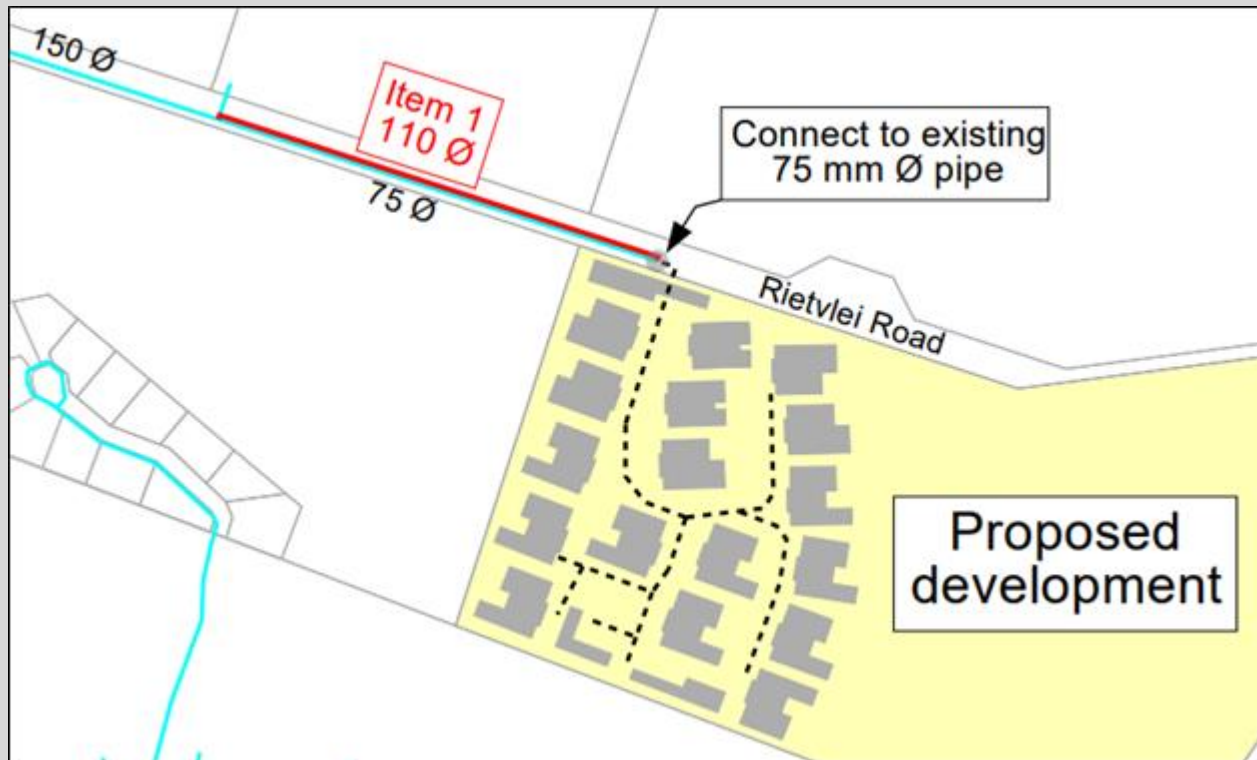 150 Ø
Item 1
110 Ø
75 Ø
Connect to existing
75 mm Ø pipe
Rietvlei Road
Proposed
development